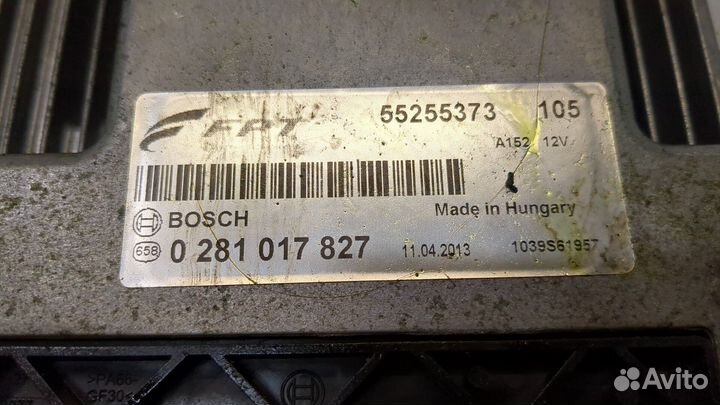 FPT 55255373 105
A152 12V
BOSCH Made in Hungary
658 0 281 017 827 11.04.2013 1039S61957
>PA66-
GF30<
Avito